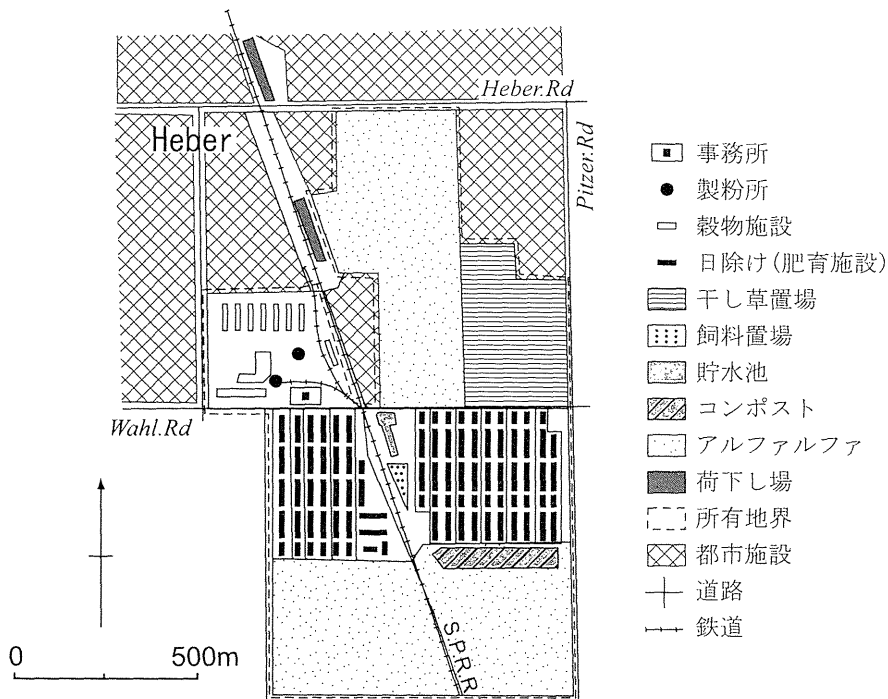 Heber.Rd
Heber
Pitzer.Rd
Wahl.Rd
S.P.R.R
0 500m
事務所
製粉所
穀物施設
日除け(肥育施設)
干し草置場
飼料置場
貯水池
コンポスト
アルファルファ
荷下し場
所有地界
都市施設
道路
鉄道